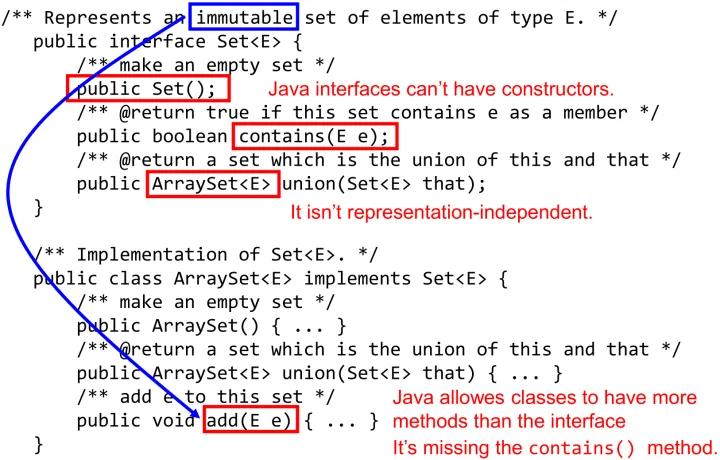 /** Represents an immutable set of elements of type E. */
public interface Set<E> {
/** make an empty set */
public Set(); Java interfaces can't have constructors.
/** @return true if this set contains e as a member */
public boolean contains(E e);
/** @return a set which is the union of this and that */
public ArraySet<E> union(Set<E> that);
} It isn't representation-independent.
/** Implementation of Set<E>. */
public class ArraySet<E> implements Set<E> {
/** make an empty set */
public ArraySet() { ... }
/** @return a set which is the union of this and that */
public ArraySet<E> union(Set<E> that) { ... }
/** add e to this set */ Java allowes classes to have more
public void add(E e) { ... } methods than the interface
} It's missing the contains() method.